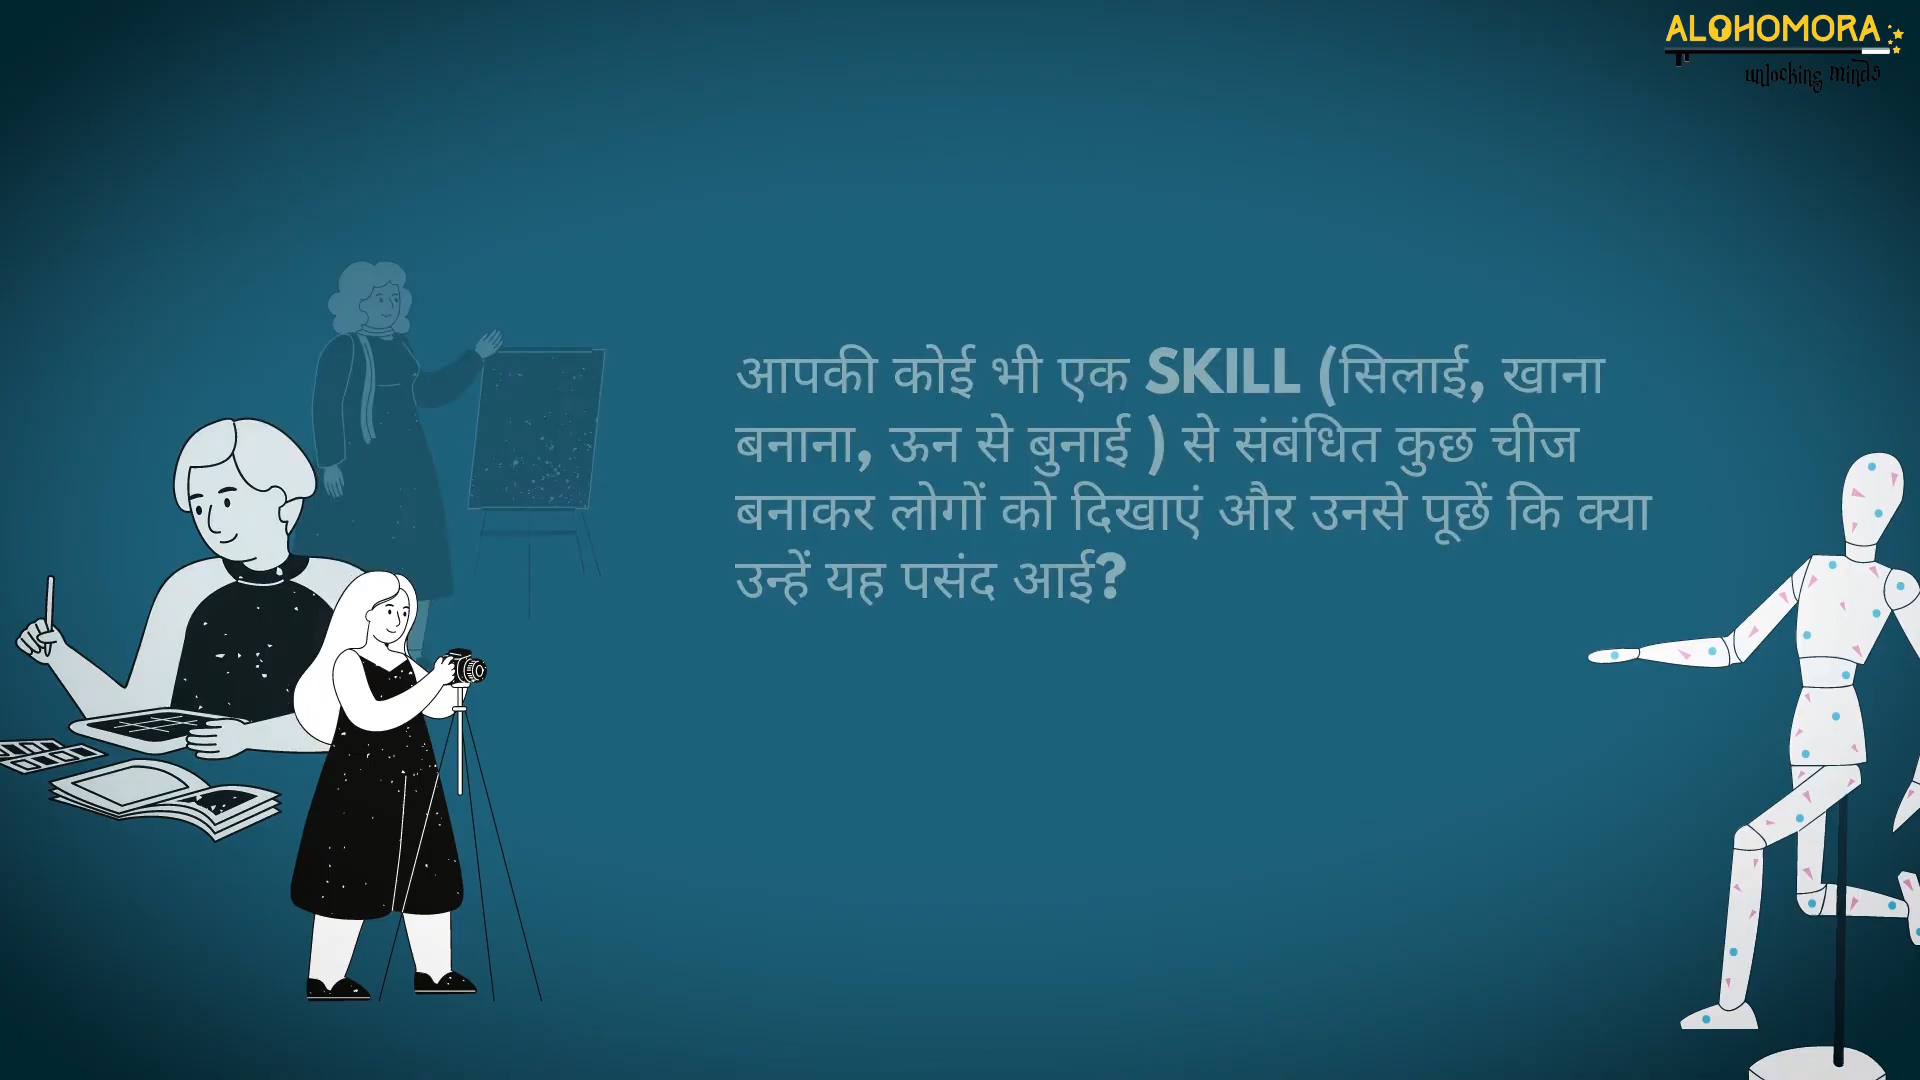 ALOHOMORA
unlocking minds
आपकी कोई भी एक SKILL (सिलाई, खाना
बनाना, ऊन से बुनाई ) से संबंधित कुछ चीज
बनाकर लोगों को दिखाएं और उनसे पूछें कि क्या
उन्हें यह पसंद आई?